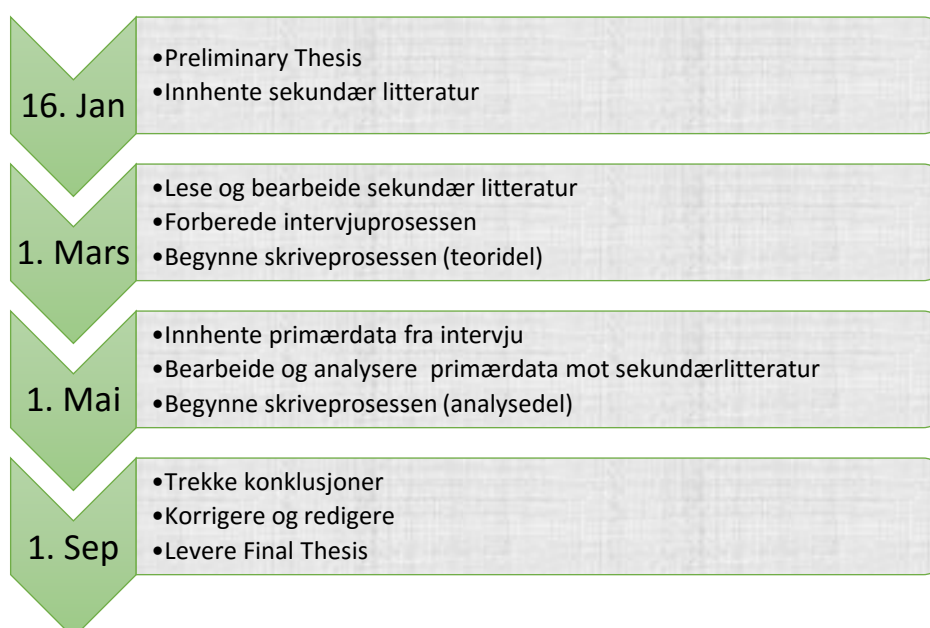 16. Jan
•Preliminary Thesis
•Innhente sekundær litteratur
1. Mars
•Lese og bearbeide sekundær litteratur
•Forberede intervjuprosessen
•Begynne skriveprosessen (teoridel)
1. Mai
•Innhente primærdata fra intervju
•Bearbeide og analysere  primærdata mot sekundærlitteratur
•Begynne skriveprosessen (analysedel)
1. Sep
•Trekke konklusjoner
•Korrigere og redigere
•Levere Final Thesis